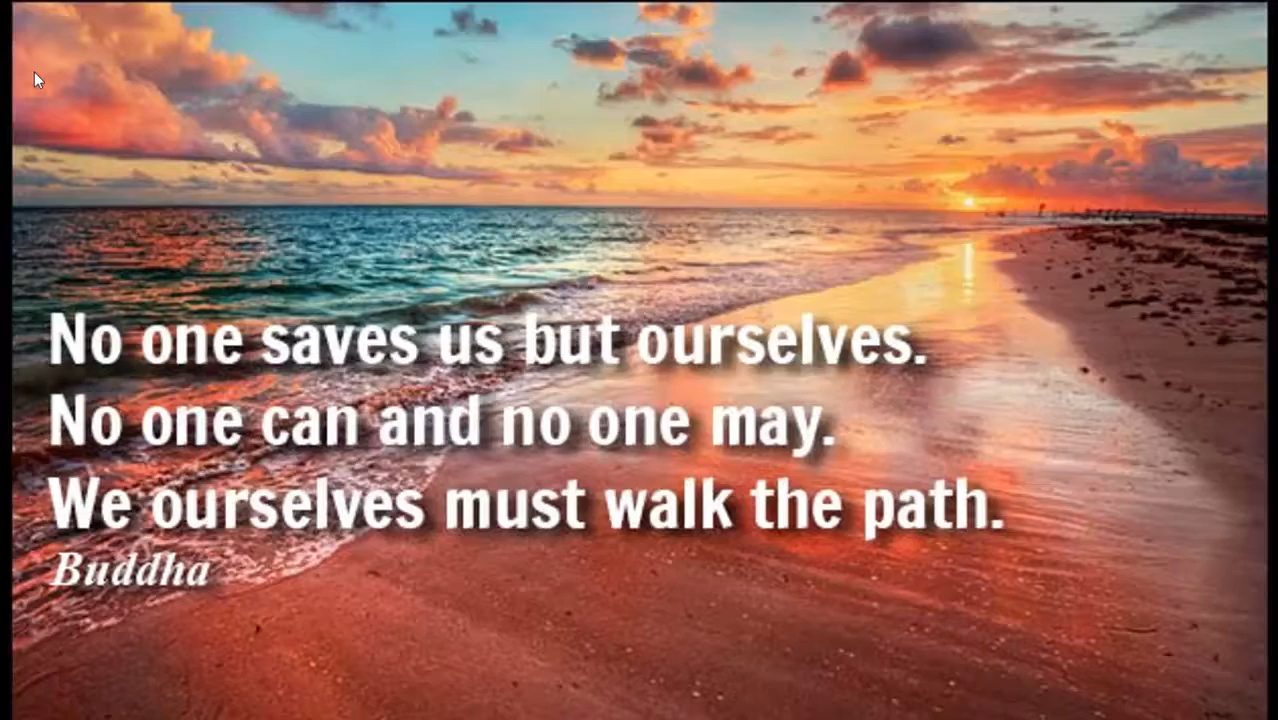 No one saves us but ourselves.
No one can and no one may.
We ourselves must walk the path.
Buddha